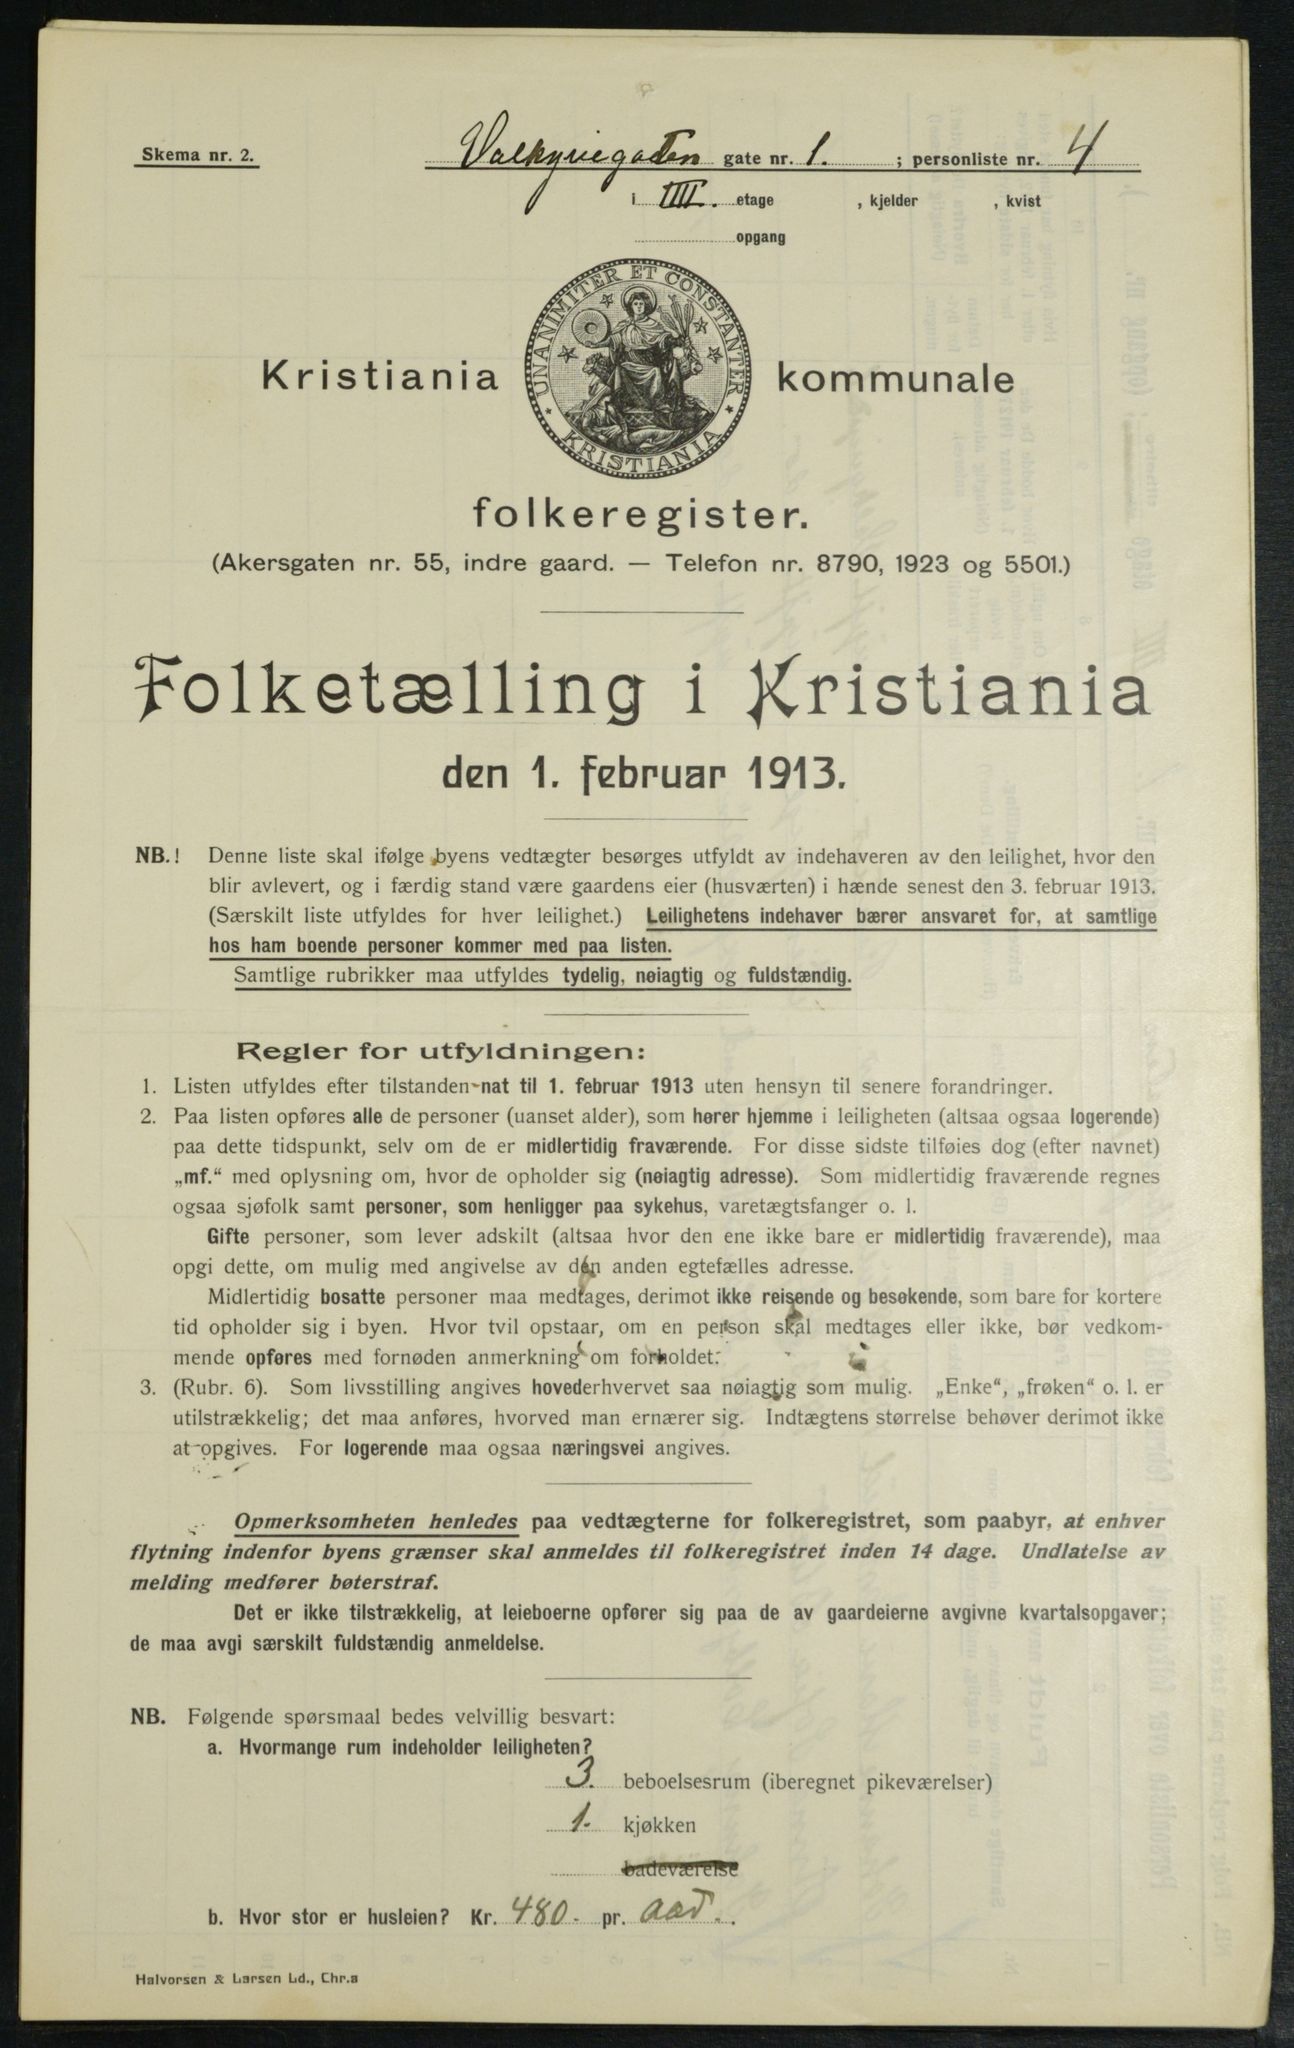 Skema nr. 2.
Valkyriegaten gate nr. 1. ; personliste nr. 4
i III. etage , kjelder , kvist
opgang
UNANIMITER ET CONSTANTER
KRISTIANIA
Kristiania kommunale
folkeregister.
(Akersgaten nr. 55, indre gaard. — Telefon nr. 8790, 1923 og 5501.)
Folketælling i Kristiania
den 1. februar 1913.
NB.! Denne liste skal ifølge byens vedtægter besørges utfyldt av indehaveren av den leilighet, hvor den
blir avlevert, og i færdig stand være gaardens eier (husværten) i hænde senest den 3. februar 1913.
(Særskilt liste utfyldes for hver leilighet.) Leilighetens indehaver bærer ansvaret for, at samtlige
hos ham boende personer kommer med paa listen.
Samtlige rubrikker maa utfyldes tydelig, nøiagtig og fuldstændig.
Regler for utfyldningen:
1. Listen utfyldes efter tilstanden nat til 1. februar 1913 uten hensyn til senere forandringer.
2. Paa listen opføres alle de personer (uanset alder), som hører hjemme i leiligheten (altsaa ogsaa logerende)
paa dette tidspunkt, selv om de er midlertidig fraværende. For disse sidste tilføies dog (efter navnet)
„mf.“ med oplysning om, hvor de opholder sig (nøiagtig adresse). Som midlertidig fraværende regnes
ogsaa sjøfolk samt personer, som henligger paa sykehus, varetægtsfanger o. l.
Gifte personer, som lever adskilt (altsaa hvor den ene ikke bare er midlertidig fraværende), maa
opgi dette, om mulig med angivelse av den anden egtefælles adresse.
Midlertidig bosatte personer maa medtages, derimot ikke reisende og besøkende, som bare for kortere
tid opholder sig i byen. Hvor tvil opstaar, om en person skal medtages eller ikke, bør vedkom-
mende opføres med fornøden anmerkning om forholdet.
3. (Rubr. 6). Som livsstilling angives hovederhvervet saa nøiagtig som mulig. „Enke“, „frøken“ o. l. er
utilstrækkelig; det maa anføres, hvorved man ernærer sig. Indtægtens størrelse behøver derimot ikke
at opgives. For logerende maa ogsaa næringsvei angives.
Opmerksomheten henledes paa vedtægterne for folkeregistret, som paabyr, at enhver
flytning indenfor byens grænser skal anmeldes til folkeregistret inden 14 dage. Undlatelse av
melding medfører bøterstraf.
Det er ikke tilstrækkelig, at leieboerne opfører sig paa de av gaardeierne avgivne kvartalsopgaver;
de maa avgi særskilt fuldstændig anmeldelse.
NB. Følgende spørsmaal bedes velvillig besvart:
a. Hvormange rum indeholder leiligheten?
3. beboelsesrum (iberegnet pikeværelser)
1. kjøkken
badeværelse
b. Hvor stor er husleien? Kr. 480.- pr. aar.
Halvorsen & Larsen Ld., Chr.a